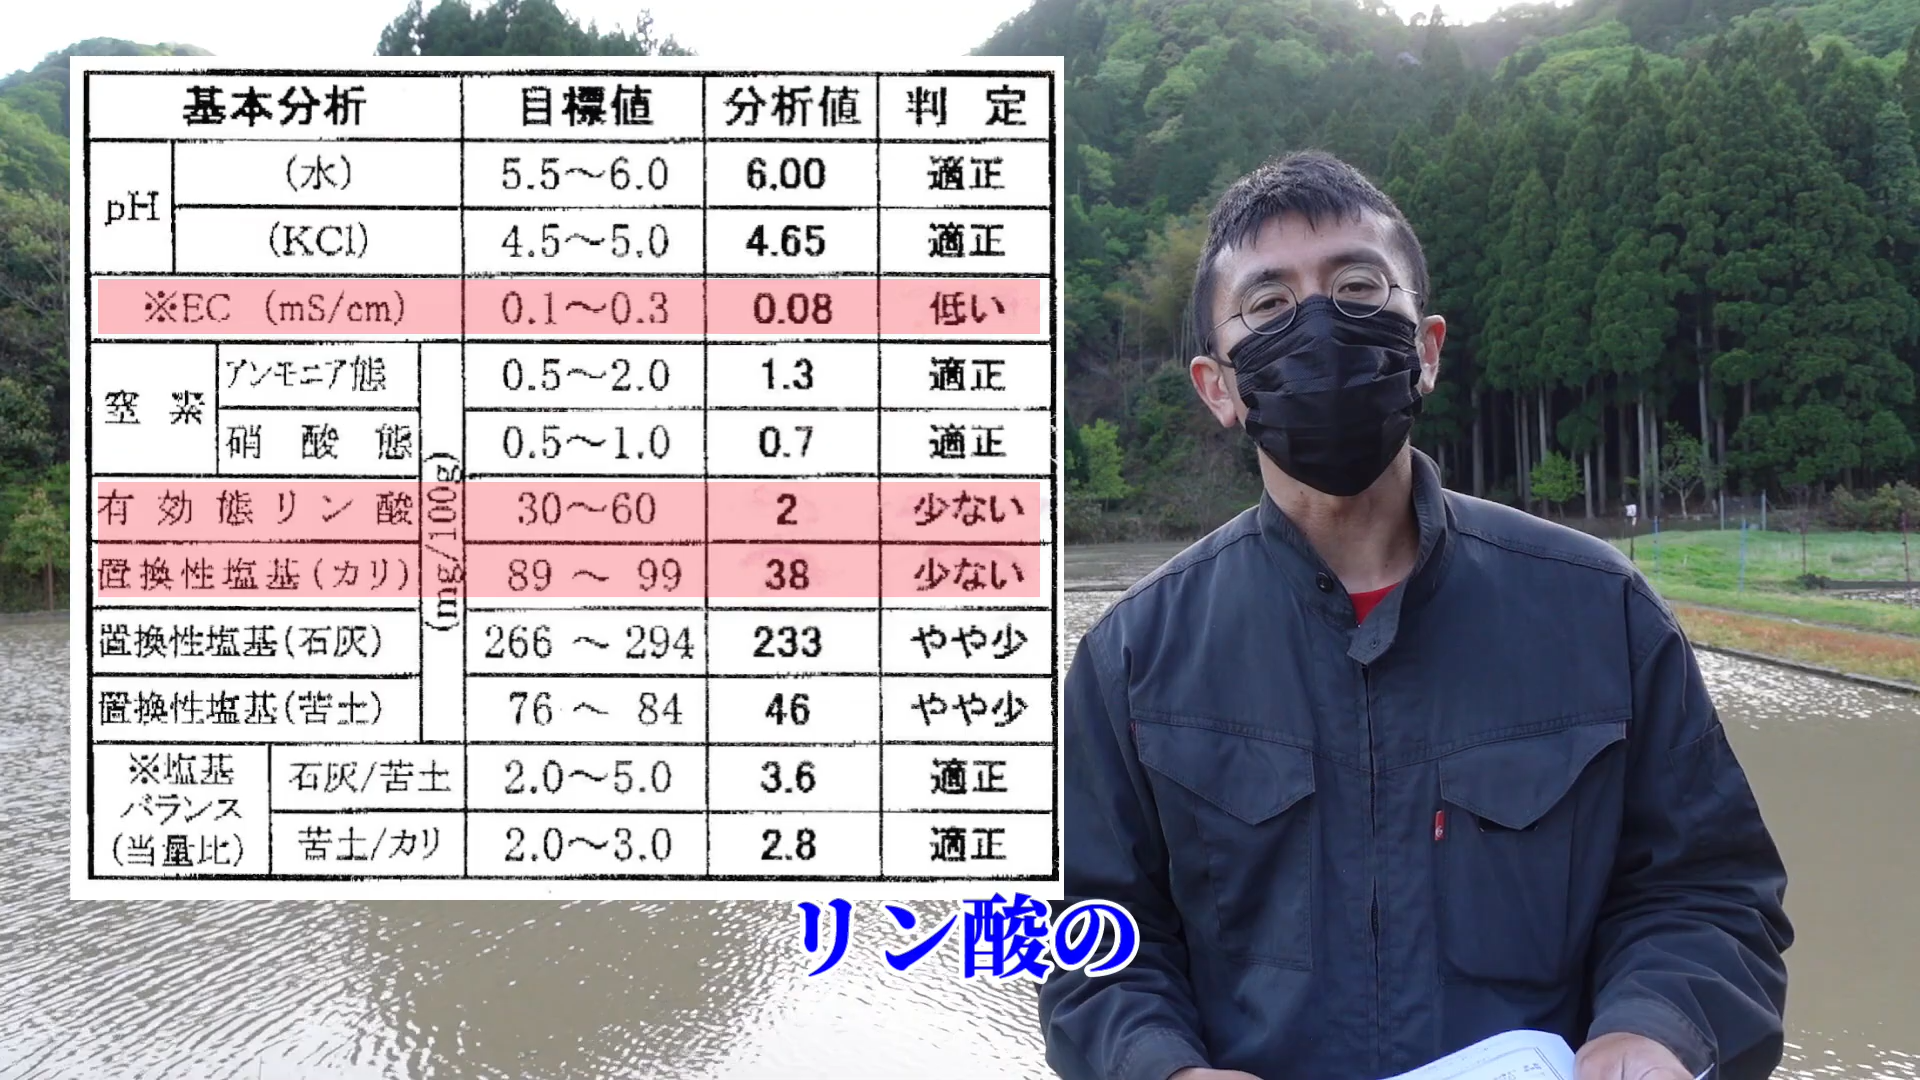 基本分析 目標値 分析値 判 定
pH (水) 5.5～6.0 6.00 適正
(KCl) 4.5～5.0 4.65 適正
※EC (mS/cm) 0.1～0.3 0.08 低い
窒 素 アンモニア態 (mg/100g) 0.5～2.0 1.3 適正
硝 酸 態 0.5～1.0 0.7 適正
有 効 態 リ ン 酸 30～60 2 少ない
置換性塩基(カリ) 89 ～ 99 38 少ない
置換性塩基(石灰) 266 ～ 294 233 やや少
置換性塩基(苦土) 76 ～ 84 46 やや少
※塩基バランス(当量比) 石灰/苦土 2.0～5.0 3.6 適正
苦土/カリ 2.0～3.0 2.8 適正
リン酸の